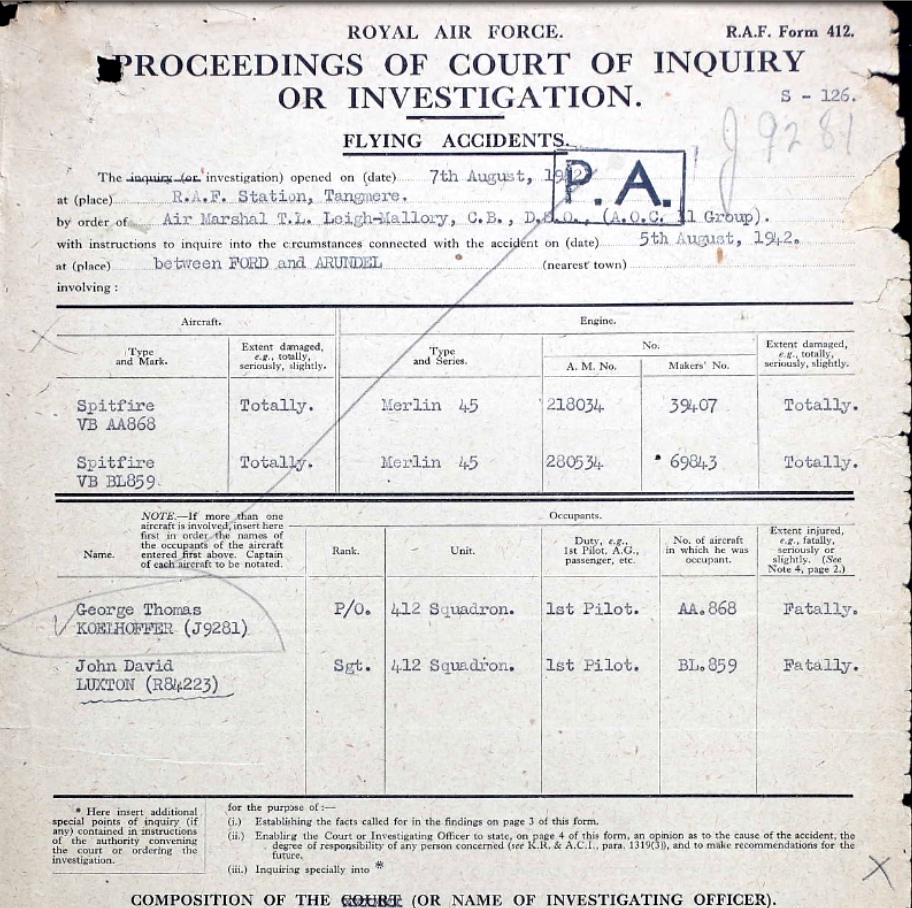 ROYAL AIR FORCE.
R.A.F. Form 412.
PROCEEDINGS OF COURT OF INQUIRY
OR INVESTIGATION.
S - 126.
J 9281
FLYING ACCIDENTS.
P. A.
The inquiry (or investigation) opened on (date) 7th August, 1942
at (place) R.A.F. Station, Tangmere.
by order of Air Marshal T.L. Leigh-Mallory, C.B., D.S.O., (A.O.C. 11 Group).
with instructions to inquire into the circumstances connected with the accident on (date) 5th August, 1942.
at (place) between FORD and ARUNDEL (nearest town)
involving :
Aircraft.
Engine.
Type
and Mark.
Extent damaged,
e.g., totally,
seriously, slightly.
Type
and Series.
No.
A. M. No.
Makers' No.
Extent damaged,
e.g., totally,
seriously, slightly.
Spitfire
VB AA868
Totally.
Merlin 45
218034
39407
Totally.
Spitfire
VB BL859
Totally.
Merlin 45
280534
69843
Totally.
Name.
NOTE.—If more than one
aircraft is involved, insert here
first in order the names of
the occupants of the aircraft
entered first above. Captain
of each aircraft to be notated.
Occupants.
Rank.
Unit.
Duty, e.g.,
1st Pilot, A.G.,
passenger, etc.
No. of aircraft
in which he was
occupant.
Extent injured,
e.g., fatally,
seriously or
slightly. (See
Note 4, page 2.)
George Thomas
KOELHOFFER (J9281)
P/O.
412 Squadron.
1st Pilot.
AA.868
Fatally.
John David
LUXTON (R84223)
Sgt.
412 Squadron.
1st Pilot.
BL.859
Fatally.
* Here insert additional
special points of inquiry (if
any) contained in instructions
of the authority convening
the court or ordering the
investigation.
for the purpose of :—
(i.) Establishing the facts called for in the findings on page 3 of this form.
(ii.) Enabling the Court or Investigating Officer to state, on page 4 of this form, an opinion as to the cause of the accident, the
degree of responsibility of any person concerned (see K.R. & A.C.I., para. 1319(3)), and to make recommendations for the
future.
(iii.) Inquiring specially into *
COMPOSITION OF THE COURT (OR NAME OF INVESTIGATING OFFICER).